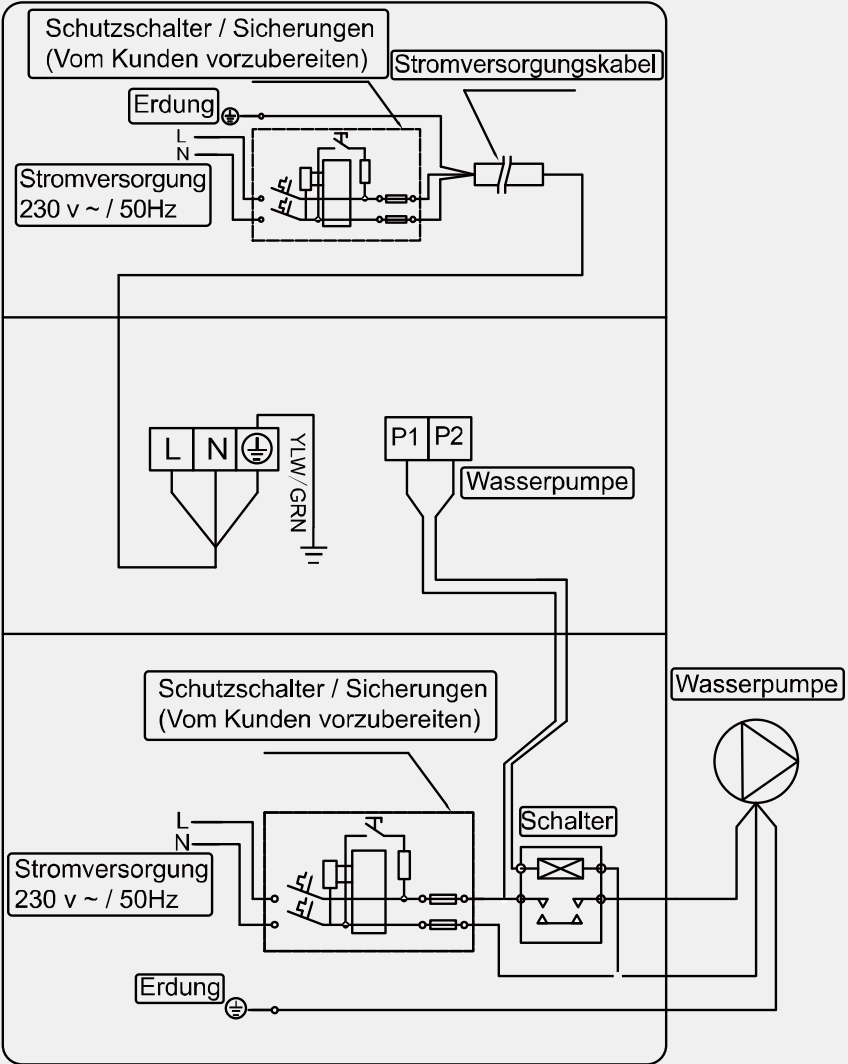 Schutzschalter / Sicherungen
(Vom Kunden vorzubereiten)
Stromversorgungskabel
Erdung
L
N
Stromversorgung
230 v ~ / 50Hz
L N
YLW/GRN
P1 P2
Wasserpumpe
Schutzschalter / Sicherungen
(Vom Kunden vorzubereiten)
Wasserpumpe
L
N
Schalter
Stromversorgung
230 v ~ / 50Hz
Erdung